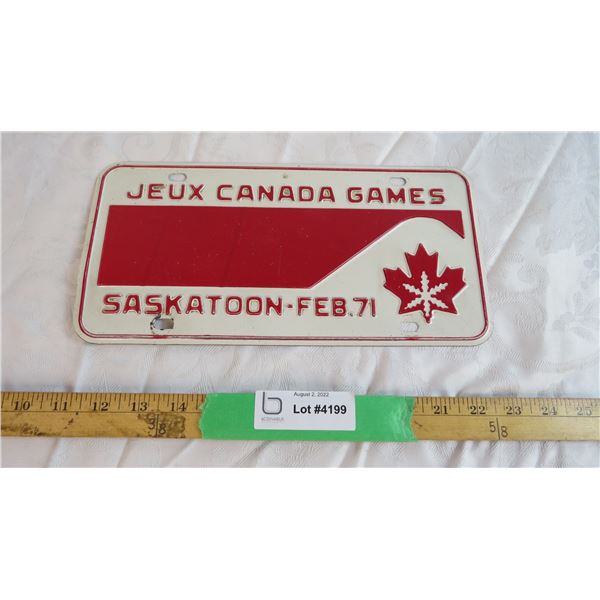 JEUX CANADA GAMES
SASKATOON-FEB.71
10 11 12 13 14 21 22 23 24 25
August 2, 2022
Lot #4199
3/8 5/8